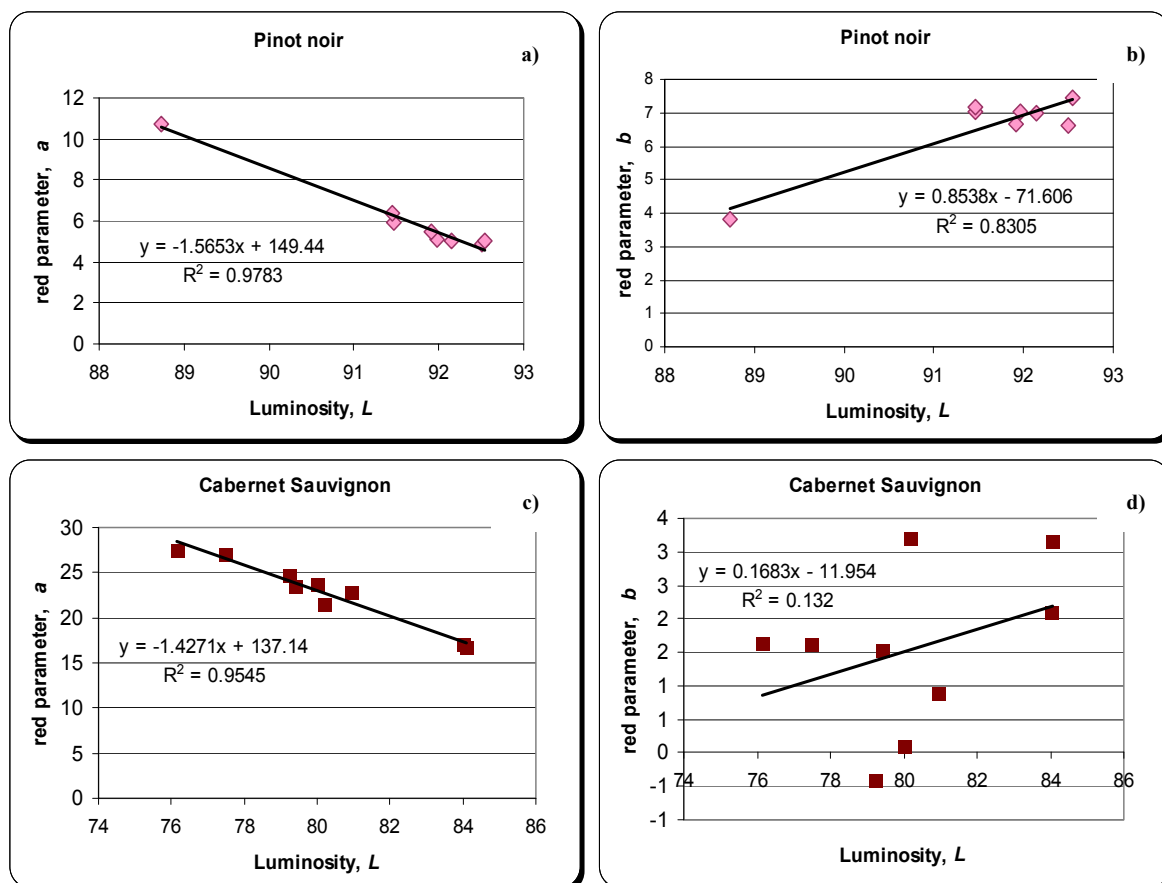 Pinot noir
a)
12
10
8
6
4
2
0
red parameter, a
y = -1.5653x + 149.44
R² = 0.9783
88 89 90 91 92 93
Luminosity, L
Pinot noir
b)
8
7
6
5
4
3
2
1
0
red parameter, b
y = 0.8538x - 71.606
R² = 0.8305
88 89 90 91 92 93
Luminosity, L
Cabernet Sauvignon
c)
30
25
20
15
10
5
0
red parameter, a
y = -1.4271x + 137.14
R² = 0.9545
74 76 78 80 82 84 86
Luminosity, L
Cabernet Sauvignon
d)
4
3
3
2
2
1
1
0
-1
-1
red parameter, b
y = 0.1683x - 11.954
R² = 0.132
74 76 78 80 82 84 86
Luminosity, L